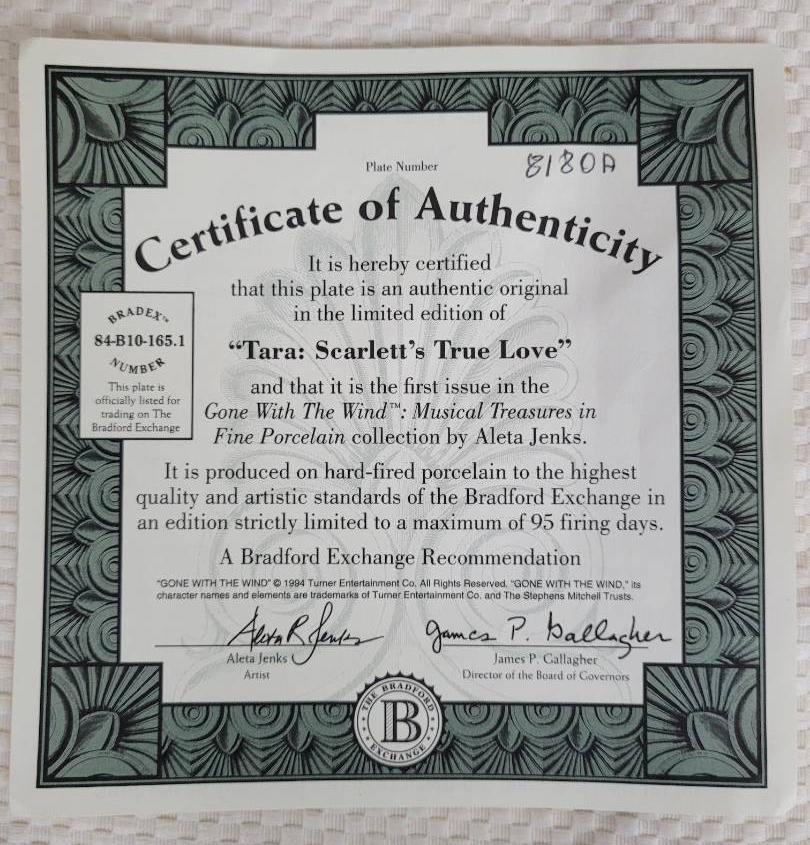 Plate Number
8180A
Certificate of Authenticity
It is hereby certified
that this plate is an authentic original
in the limited edition of
“Tara: Scarlett’s True Love”
and that it is the first issue in the
Gone With The Wind™: Musical Treasures in
Fine Porcelain collection by Aleta Jenks.
BRADEX™
84-B10-165.1
NUMBER
This plate is
officially listed for
trading on The
Bradford Exchange
It is produced on hard-fired porcelain to the highest
quality and artistic standards of the Bradford Exchange in
an edition strictly limited to a maximum of 95 firing days.
A Bradford Exchange Recommendation
"GONE WITH THE WIND" © 1994 Turner Entertainment Co. All Rights Reserved. "GONE WITH THE WIND," its
character names and elements are trademarks of Turner Entertainment Co. and The Stephens Mitchell Trusts.
Aleta R Jenks
James P. Gallagher
Aleta Jenks
Artist
James P. Gallagher
Director of the Board of Governors
THE BRADFORD
B
EXCHANGE